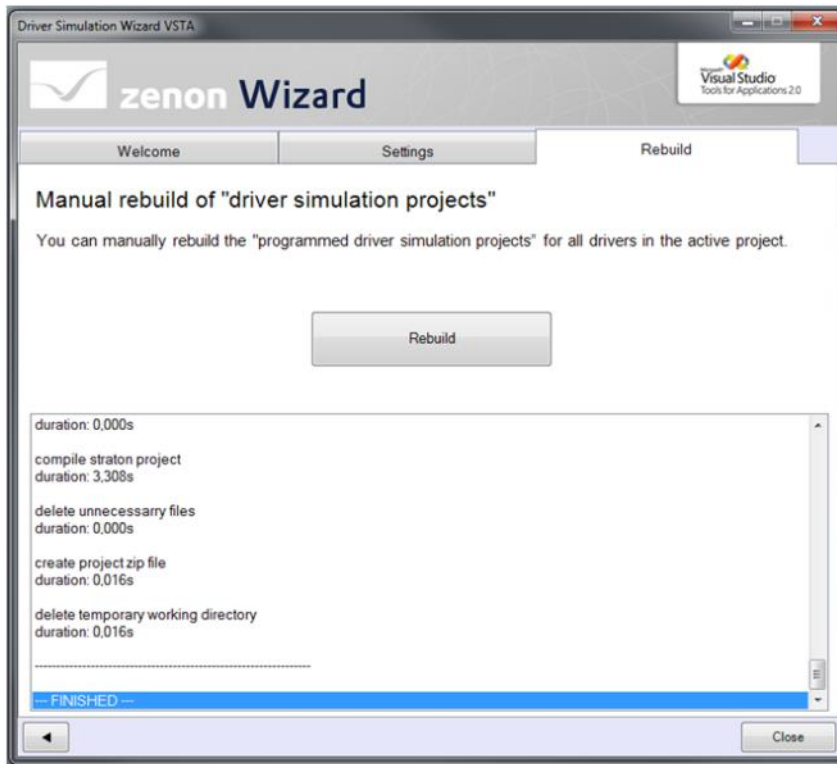 Driver Simulation Wizard VSTA
zenon Wizard
Microsoft
Visual Studio
Tools for Applications 2.0
Welcome
Settings
Rebuild
Manual rebuild of "driver simulation projects"
You can manually rebuild the "programmed driver simulation projects" for all drivers in the active project.
Rebuild
duration: 0,000s
compile straton project
duration: 3,308s
delete unnecessarry files
duration: 0,000s
create project zip file
duration: 0,016s
delete temporary working directory
duration: 0,016s
----------------------------------------------------------------
--- FINISHED ---
Close